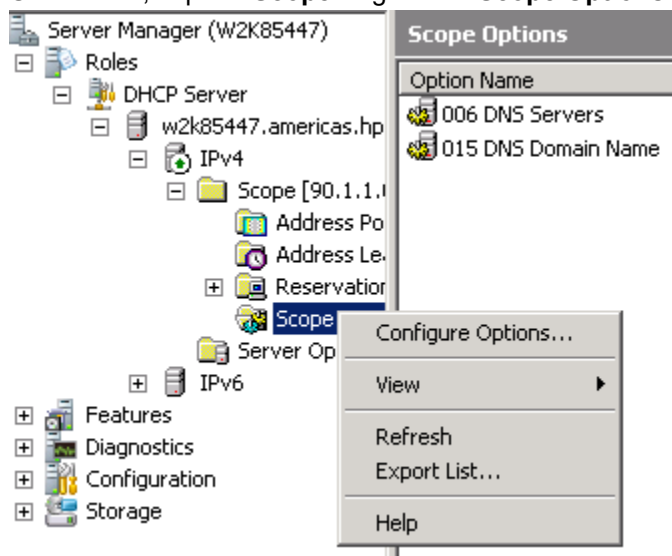 Server Manager (W2K85447)
Roles
DHCP Server
w2k85447.americas.hp
IPv4
Scope [90.1.1.
Address Po
Address Le
Reservation
Scope
Server Op
IPv6
Features
Diagnostics
Configuration
Storage
Scope Options
Option Name
006 DNS Servers
015 DNS Domain Name
Configure Options...
View
Refresh
Export List...
Help